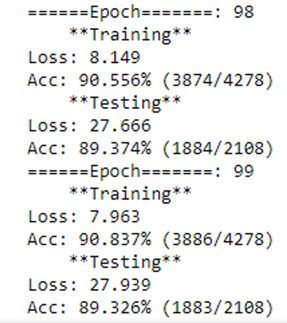 ======Epoch=======: 98
**Training**
Loss: 8.149
Acc: 90.556% (3874/4278)
**Testing**
Loss: 27.666
Acc: 89.374% (1884/2108)
======Epoch=======: 99
**Training**
Loss: 7.963
Acc: 90.837% (3886/4278)
**Testing**
Loss: 27.939
Acc: 89.326% (1883/2108)